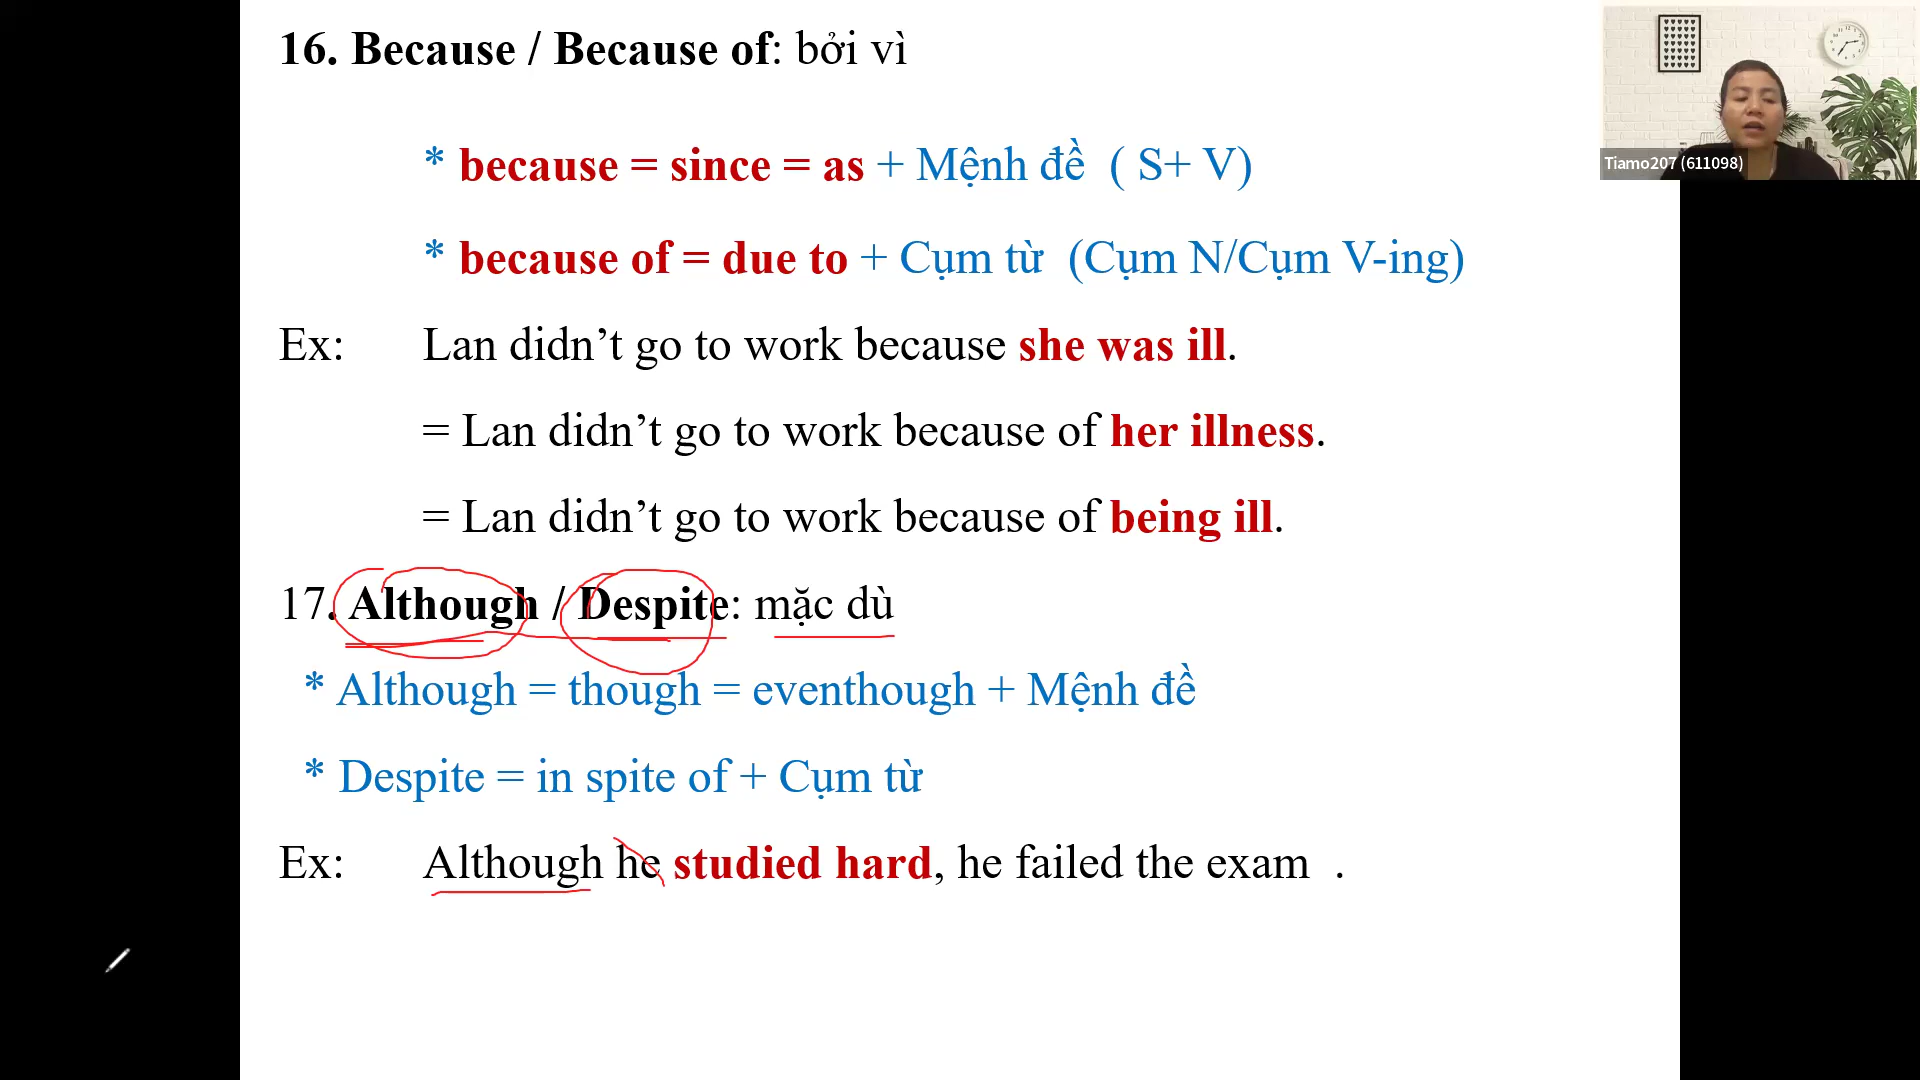 16. Because / Because of: bởi vì
* because = since = as + Mệnh đề ( S+ V)
* because of = due to + Cụm từ (Cụm N/Cụm V-ing)
Ex: Lan didn’t go to work because she was ill.
= Lan didn’t go to work because of her illness.
= Lan didn’t go to work because of being ill.
17. Although / Despite: mặc dù
* Although = though = eventhough + Mệnh đề
* Despite = in spite of + Cụm từ
Ex: Although he studied hard, he failed the exam .
Tiamo207 (611098)